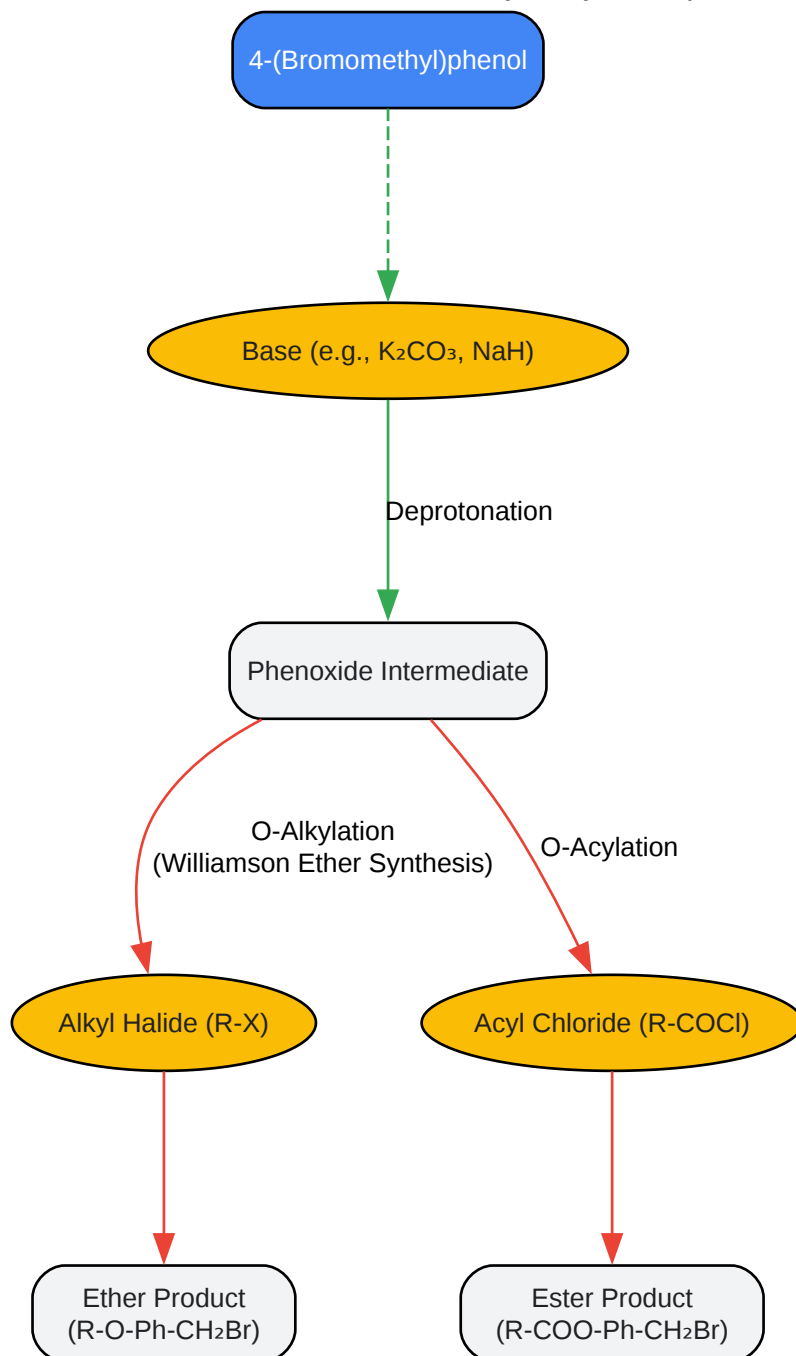 4-(Bromomethyl)phenol
Base (e.g., K₂CO₃, NaH)
Deprotonation
Phenoxide Intermediate
O-Alkylation
(Williamson Ether Synthesis)
O-Acylation
Alkyl Halide (R-X)
Acyl Chloride (R-COCl)
Ether Product
(R-O-Ph-CH₂Br)
Ester Product
(R-COO-Ph-CH₂Br)